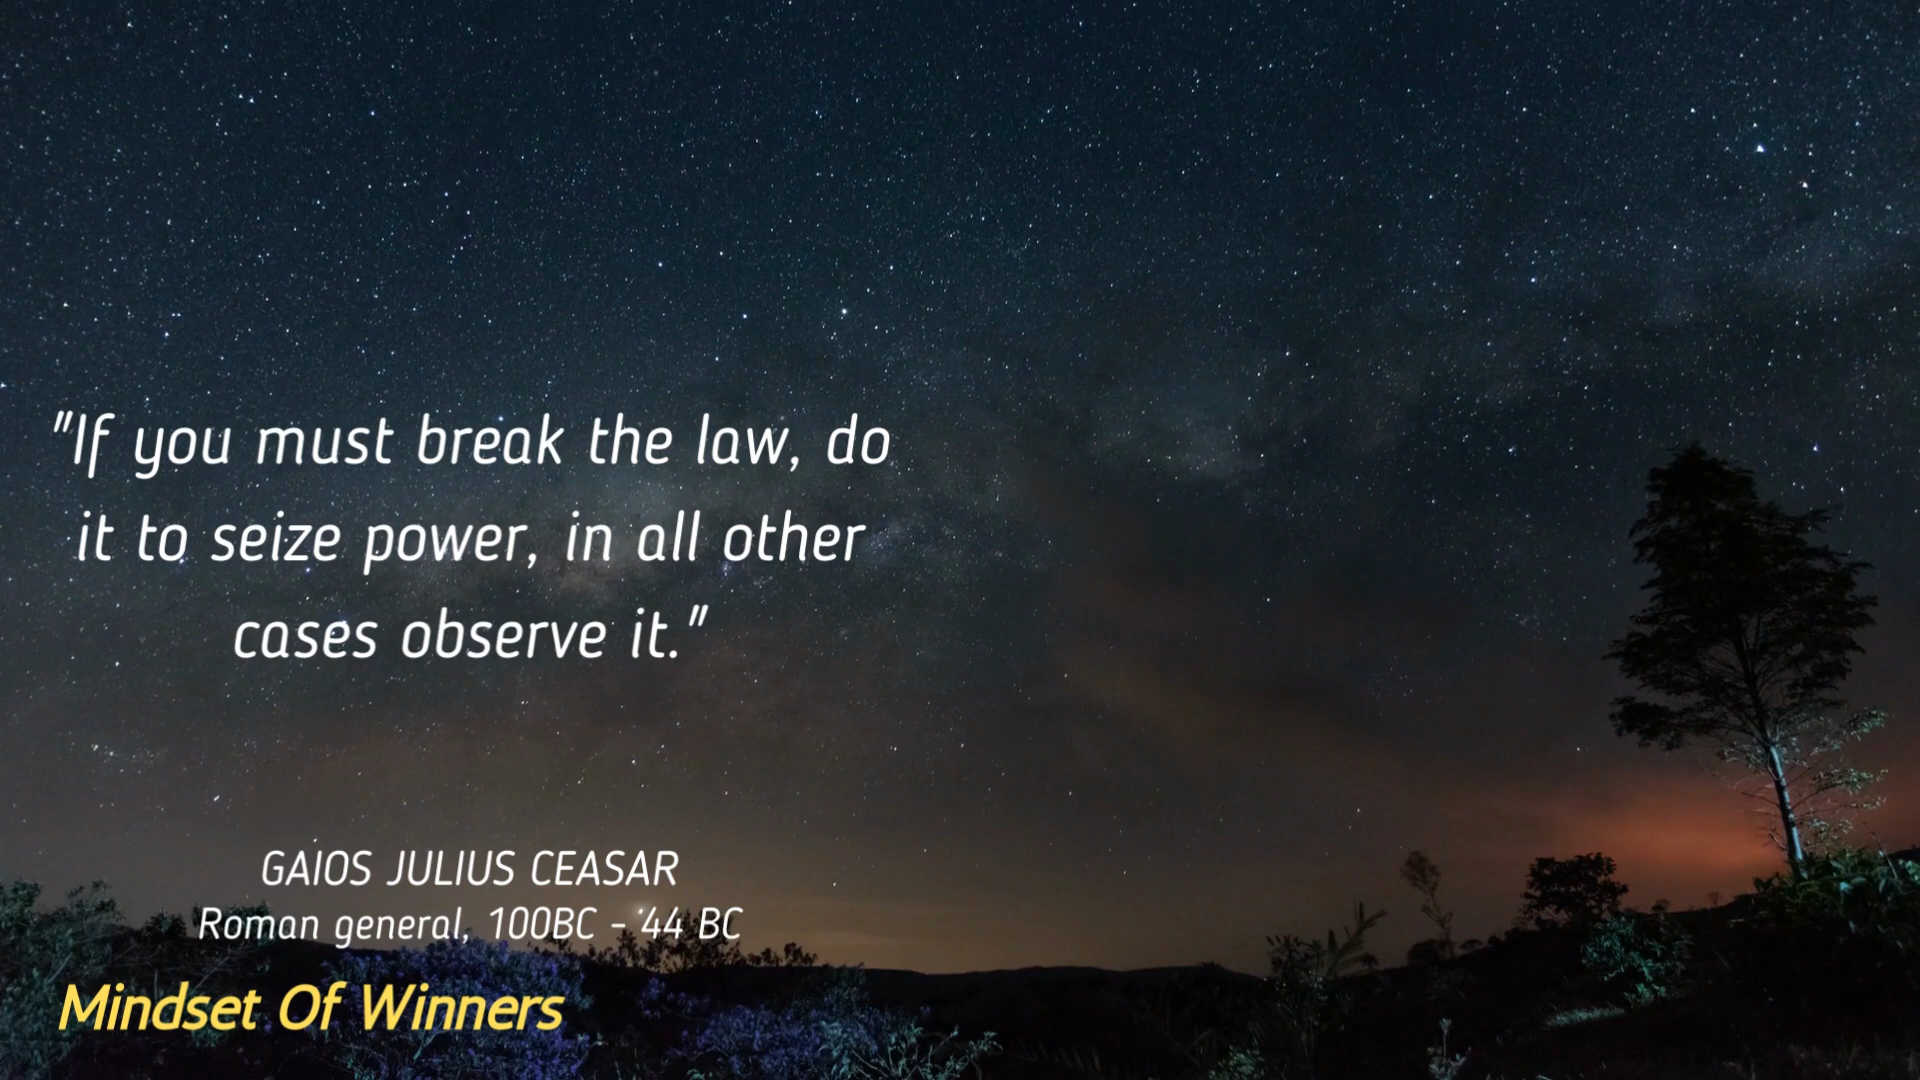 "If you must break the law, do
it to seize power, in all other
cases observe it."
GAIOS JULIUS CEASAR
Roman general, 100BC - 44 BC
Mindset Of Winners